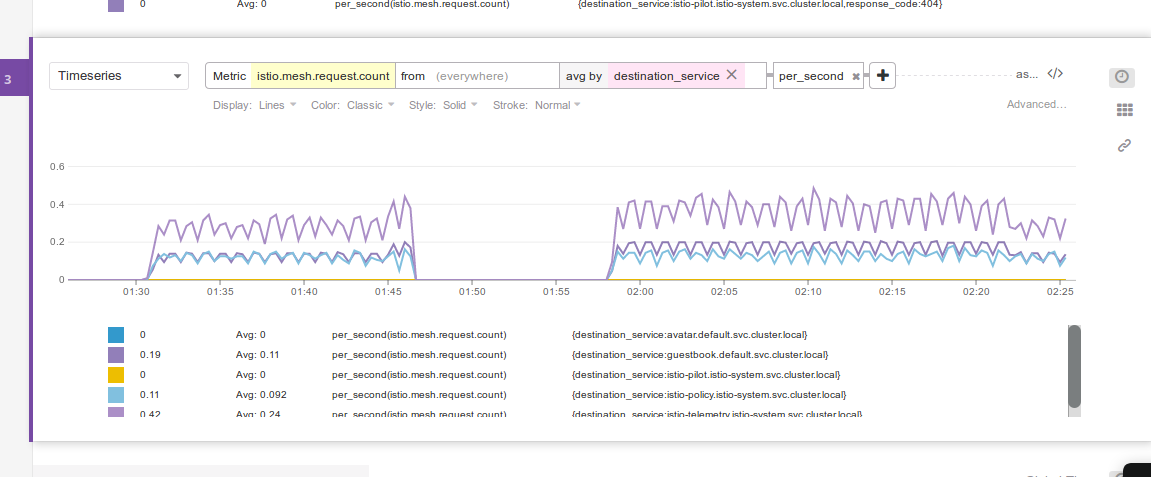 0 Avg: 0 per_second(istio.mesh.request.count) {destination_service:istio-pilot.istio-system.svc.cluster.local,response_code:404}
3
Timeseries Metric istio.mesh.request.count from (everywhere) avg by destination_service × per_second × + as... </>
Display: Lines Color: Classic Style: Solid Stroke: Normal Advanced...
0.6
0.4
0.2
0
01:30 01:35 01:40 01:45 01:50 01:55 02:00 02:05 02:10 02:15 02:20 02:25
0 Avg: 0 per_second(istio.mesh.request.count) {destination_service:avatar.default.svc.cluster.local}
0.19 Avg: 0.11 per_second(istio.mesh.request.count) {destination_service:guestbook.default.svc.cluster.local}
0 Avg: 0 per_second(istio.mesh.request.count) {destination_service:istio-pilot.istio-system.svc.cluster.local}
0.11 Avg: 0.092 per_second(istio.mesh.request.count) {destination_service:istio-policy.istio-system.svc.cluster.local}
0.42 Avg: 0.24 per_second(istio.mesh.request.count) {destination_service:istio-telemetry.istio-system.svc.cluster.local}